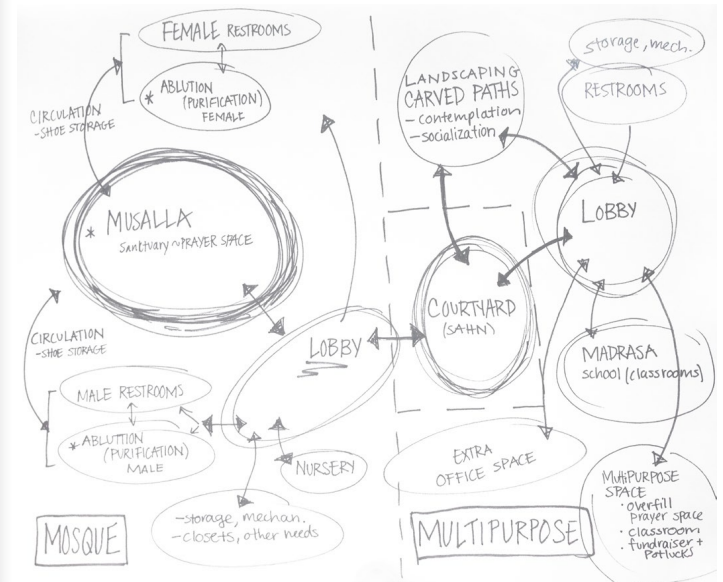 FEMALE RESTROOMS
* ABLUTION
(PURIFICATION)
FEMALE
CIRCULATION
-SHOE STORAGE
* MUSALLA
Sanctuary ~ PRAYER SPACE
CIRCULATION
-SHOE STORAGE
MALE RESTROOMS
* ABLUTTION
(PURIFICATION)
MALE
LOBBY
NURSERY
-storage, mechan.
-closets, other needs
MOSQUE
LANDSCAPING
CARVED PATHS
- contemplation
- socialization
storage, mech.
RESTROOMS
LOBBY
COURTYARD
(SAHN)
MADRASA
school (classrooms)
EXTRA
OFFICE SPACE
MULTIPURPOSE
SPACE
• overfill
prayer space
• classroom
• fundraiser +
Potlucks
MULTIPURPOSE